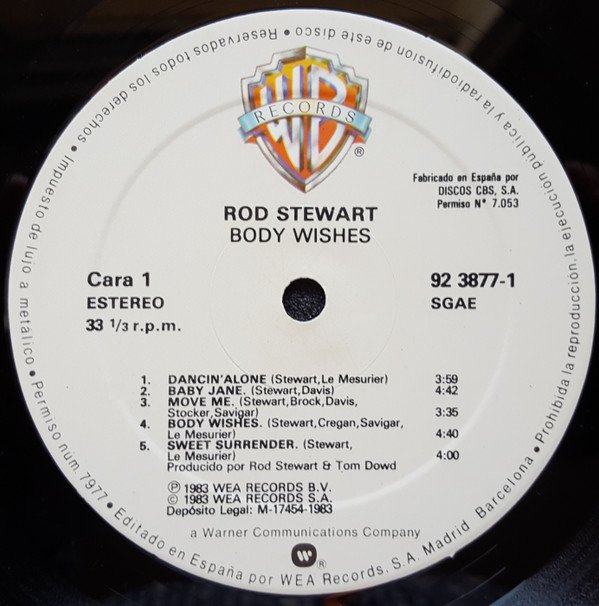 WB
RECORDS
®
Fabricado en España por
DISCOS CBS, S.A.
Permiso N° 7.053
ROD STEWART
BODY WISHES
Cara 1
ESTEREO
33 1/3 r.p.m.
92 3877-1
SGAE
1. DANCIN'ALONE (Stewart,Le Mesurier) 3:59
2. BABY JANE. (Stewart,Davis) 4:42
3. MOVE ME. (Stewart,Brock,Davis,
Stocker,Savigar) 3:35
4. BODY WISHES. (Stewart,Cregan,Savigar,
Le Mesurier) 4:40
5. SWEET SURRENDER. (Stewart,
Le Mesurier) 4:00
Producido por Rod Stewart & Tom Dowd
Ⓟ 1983 WEA RECORDS B.V.
© 1983 WEA RECORDS S.A.
Depósito Legal: M-17454-1983
a Warner Communications Company
®
Editado en España por WEA Records, S.A. Madrid Barcelona • Prohibida la reproducción, la ejecución pública y la radiodifusion de este disco • Reservados todos los derechos • Impuesto de lujo a metálico • Permiso núm. 7977 •